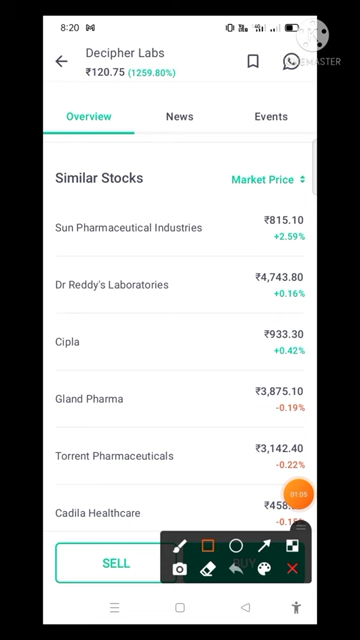 8:20
Decipher Labs
₹120.75 (1259.80%)
Overview News Events
Similar Stocks
Market Price
Sun Pharmaceutical Industries
₹815.10
+2.59%
Dr Reddy's Laboratories
₹4,743.80
+0.16%
Cipla
₹933.30
+0.42%
Gland Pharma
₹3,875.10
-0.19%
Torrent Pharmaceuticals
₹3,142.40
-0.22%
Cadila Healthcare
01:05
SELL
BUY